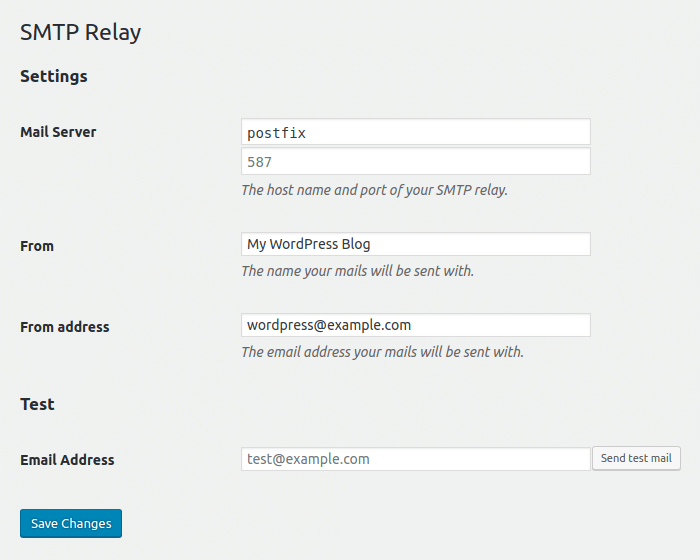 SMTP Relay
Settings
Mail Server
postfix
587
The host name and port of your SMTP relay.
From
My WordPress Blog
The name your mails will be sent with.
From address
wordpress@example.com
The email address your mails will be sent with.
Test
Email Address
test@example.com
Send test mail
Save Changes